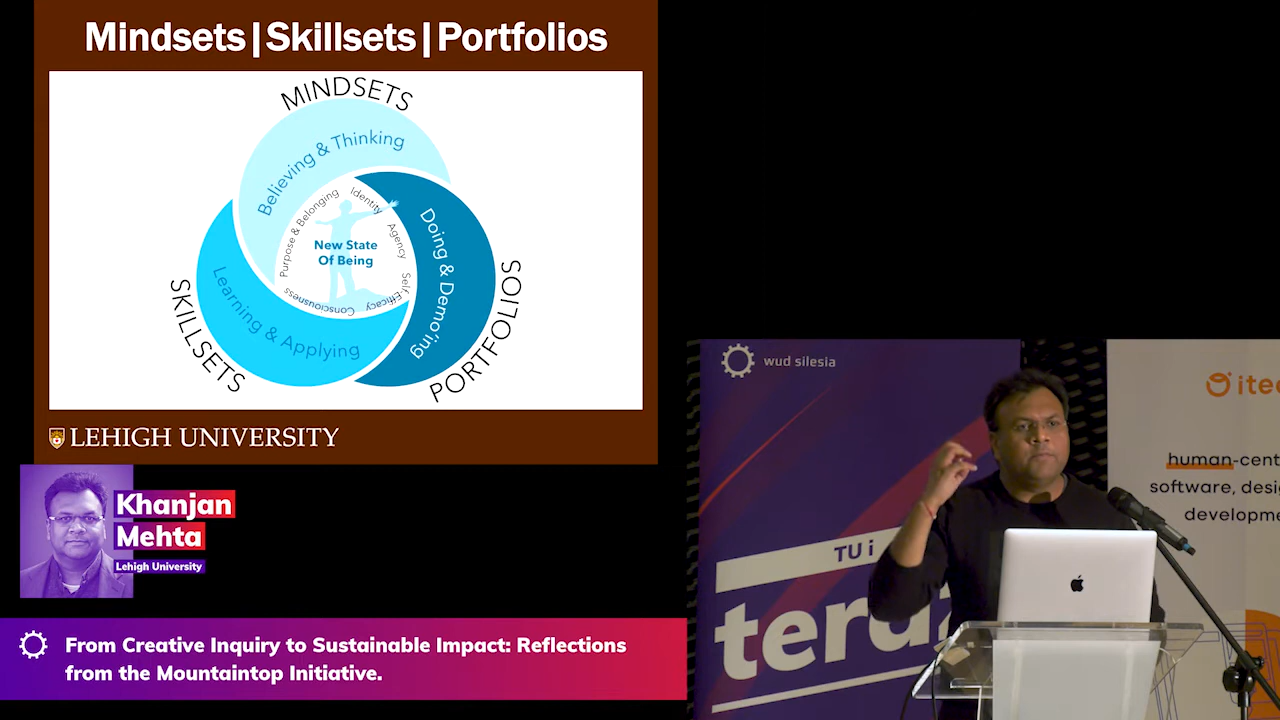 Mindsets|Skillsets|Portfolios
MINDSETS
Believing & Thinking
Purpose & Belonging
Identity
Agency
Self-Efficacy
Consciousness
New State
Of Being
Doing & Demo'ing
PORTFOLIOS
Learning & Applying
SKILLSETS
LEHIGH UNIVERSITY
Khanjan
Mehta
Lehigh University
From Creative Inquiry to Sustainable Impact: Reflections
from the Mountaintop Initiative.
wud silesia
TU i
human-cent
software, desig
developme